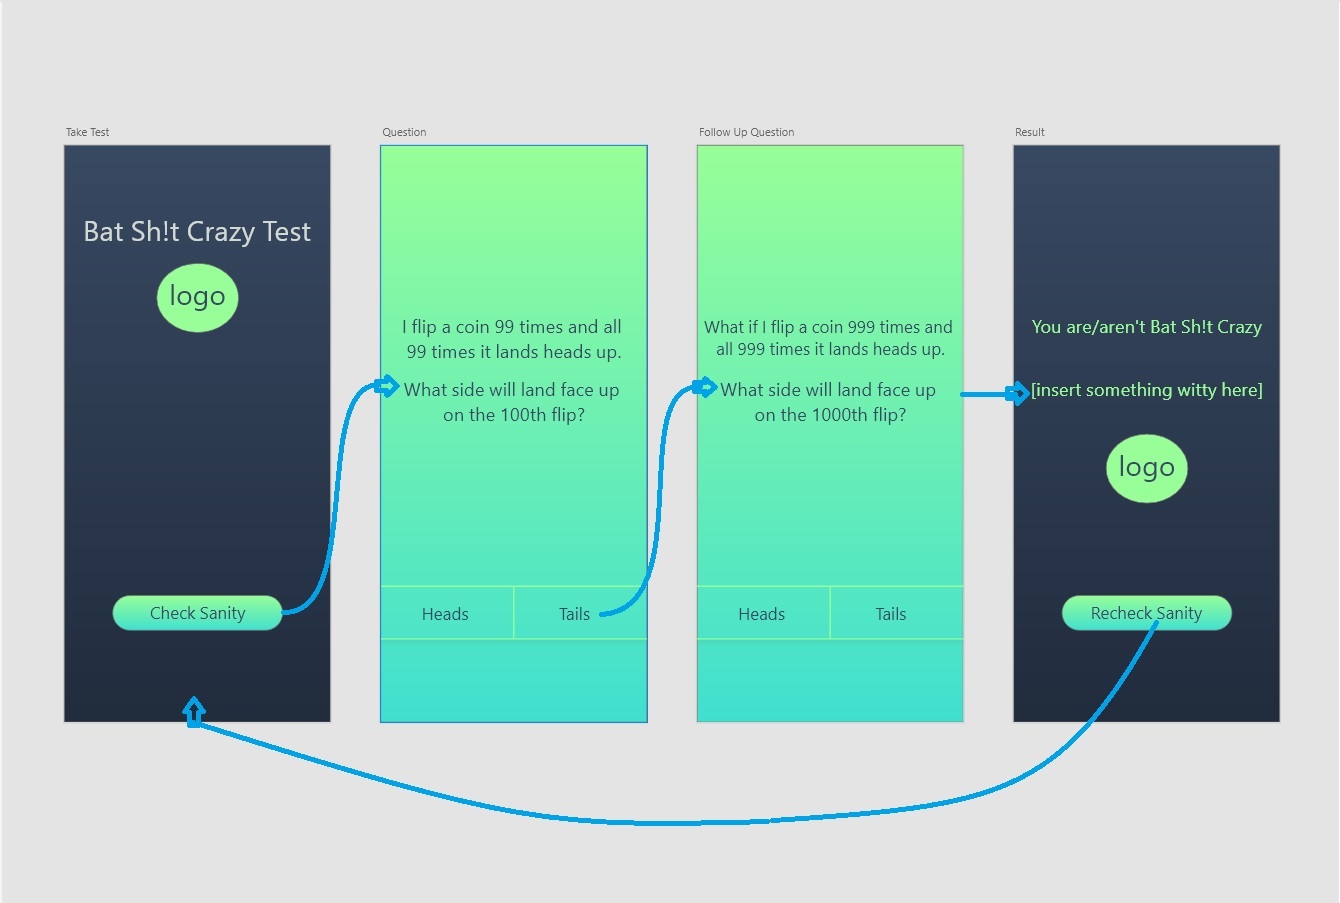 Take Test
Bat Sh!t Crazy Test
logo
Check Sanity
Question
I flip a coin 99 times and all
99 times it lands heads up.
What side will land face up
on the 100th flip?
Heads
Tails
Follow Up Question
What if I flip a coin 999 times and
all 999 times it lands heads up.
What side will land face up
on the 1000th flip?
Heads
Tails
Result
You are/aren't Bat Sh!t Crazy
[insert something witty here]
logo
Recheck Sanity